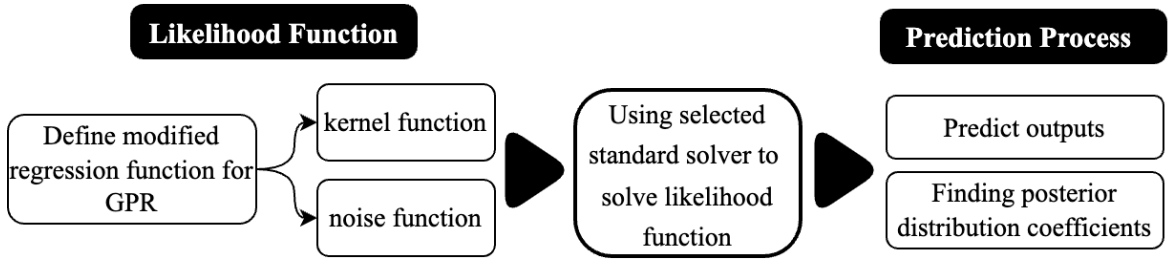 Likelihood Function
Define modified
regression function for
GPR
kernel function
noise function
Using selected
standard solver to
solve likelihood
function
Prediction Process
Predict outputs
Finding posterior
distribution coefficients